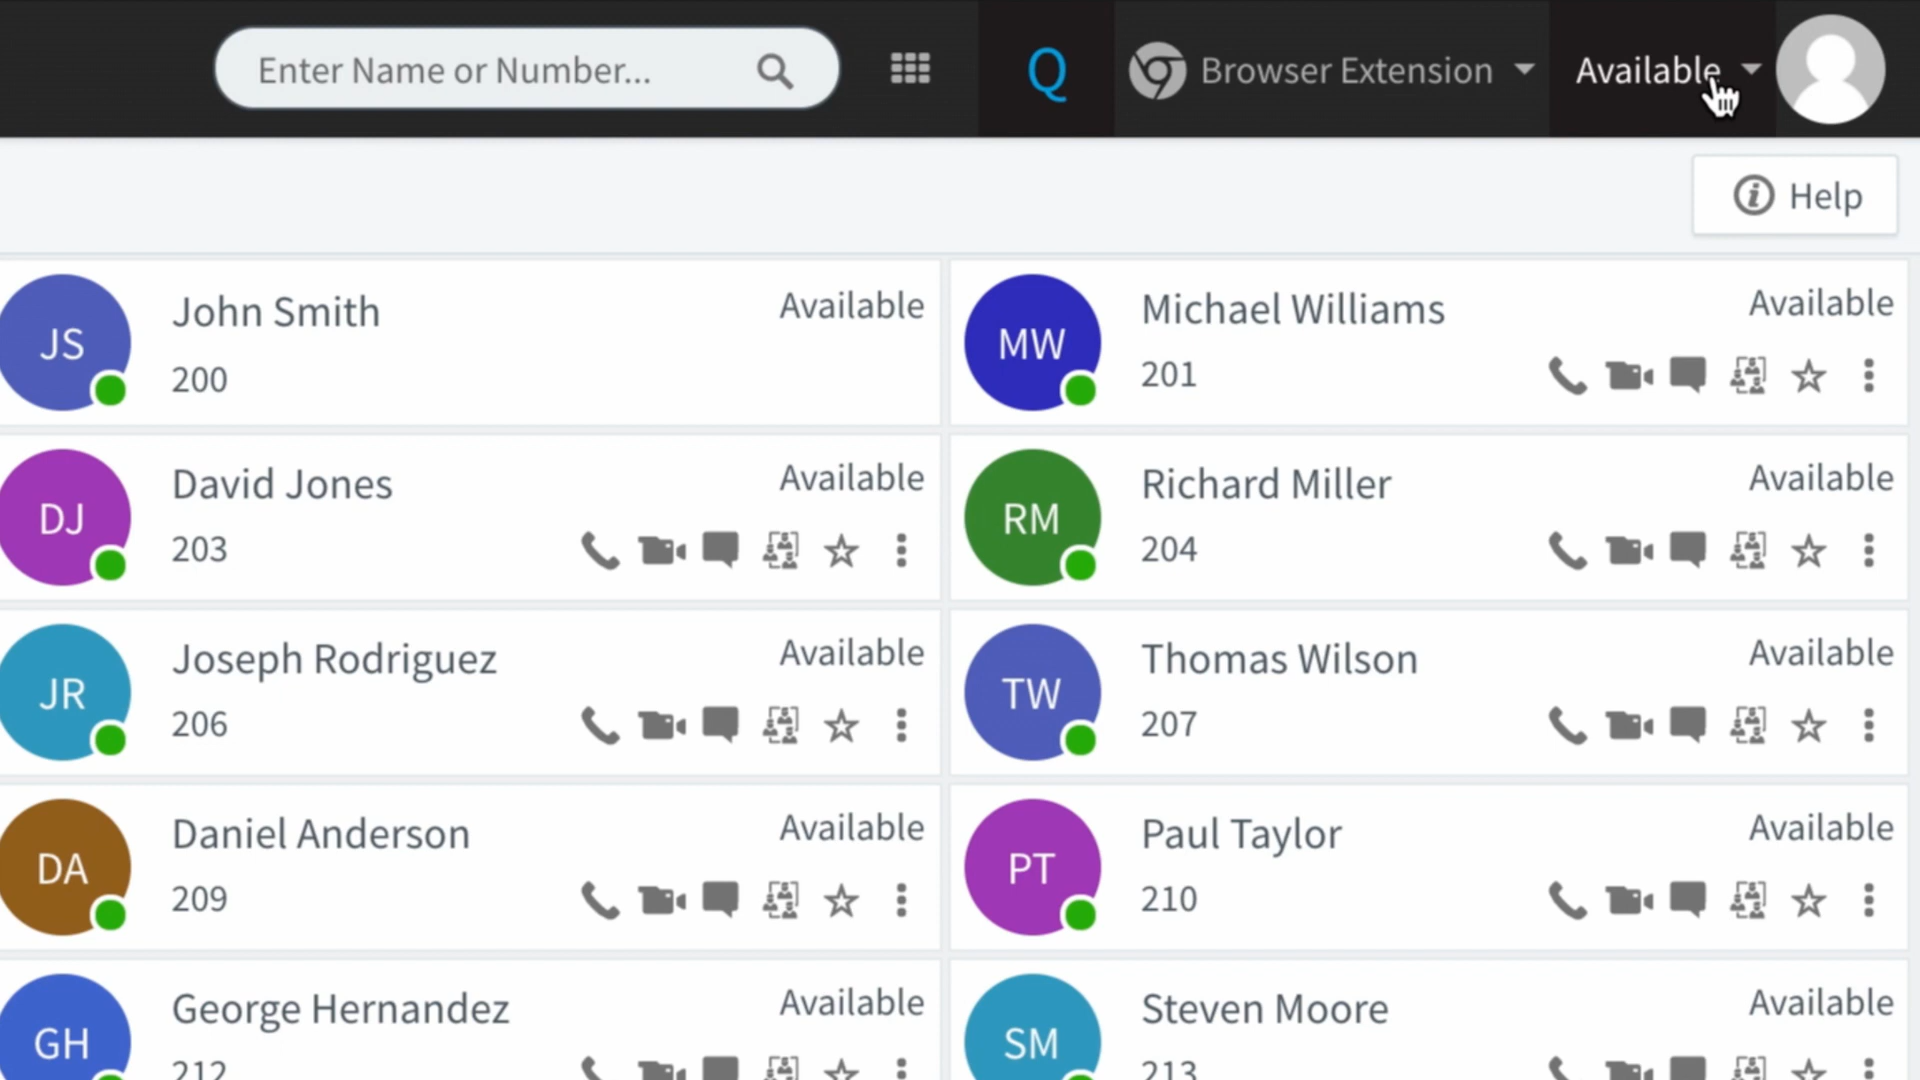 Enter Name or Number...
Q
Browser Extension
Available
Help
JS
John Smith
Available
200
MW
Michael Williams
Available
201
DJ
David Jones
Available
203
RM
Richard Miller
Available
204
JR
Joseph Rodriguez
Available
206
TW
Thomas Wilson
Available
207
DA
Daniel Anderson
Available
209
PT
Paul Taylor
Available
210
GH
George Hernandez
Available
212
SM
Steven Moore
Available
213